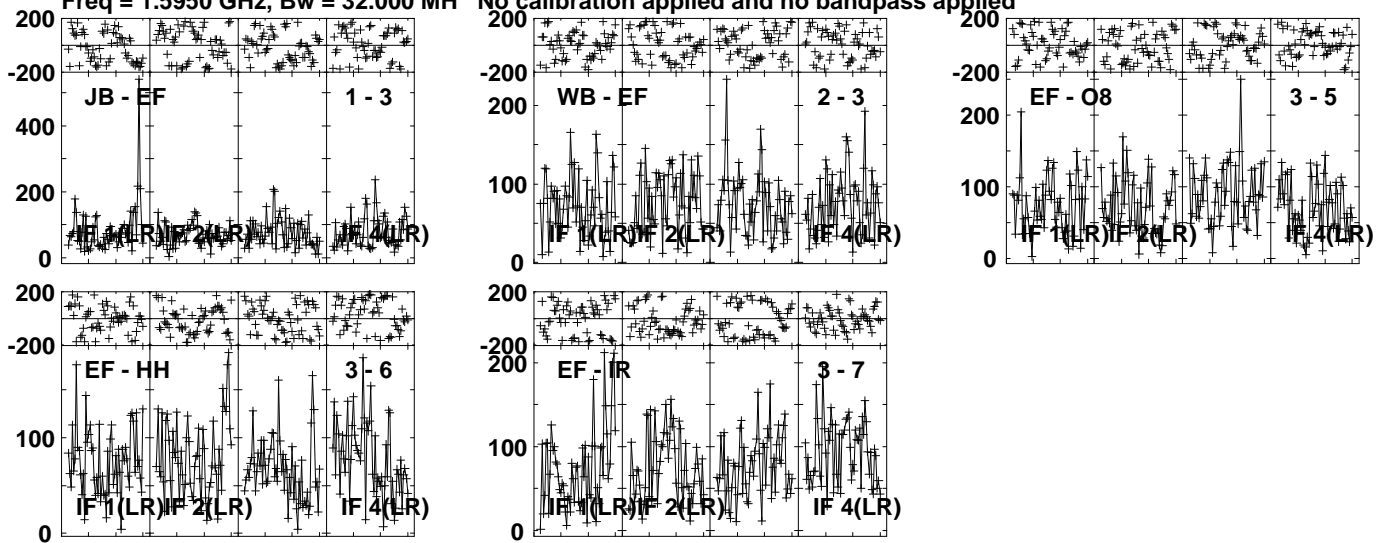 Freq = 1.5950 GHz, Bw = 32.000 MH No calibration applied and no bandpass applied
200
-200
JB - EF 1 - 3
400
200
0
IF 1(LR) IF 2(LR) IF 4(LR)
200
-200
WB - EF 2 - 3
200
100
0
IF 1(LR) IF 2(LR) IF 4(LR)
200
-200
EF - O8 3 - 5
200
100
0
IF 1(LR) IF 2(LR) IF 4(LR)
200
-200
EF - HH 3 - 6
100
0
IF 1(LR) IF 2(LR) IF 4(LR)
200
-200
EF - IR 3 - 7
200
100
0
IF 1(LR) IF 2(LR) IF 4(LR)